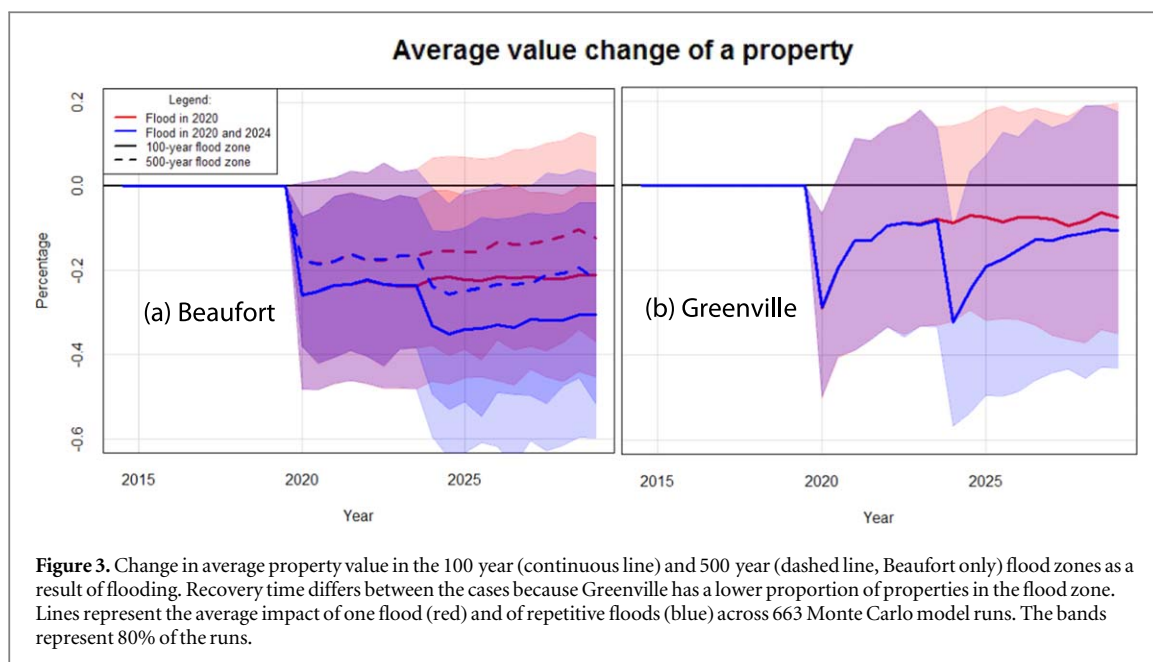 Average value change of a property
Legend:
Flood in 2020
Flood in 2020 and 2024
100-year flood zone
500-year flood zone
0.2
0.0
-0.2
-0.4
-0.6
Percentage
(a) Beaufort
(b) Greenville
2015 2020 2025
2015 2020 2025
Year
Year
Figure 3. Change in average property value in the 100 year (continuous line) and 500 year (dashed line, Beaufort only) flood zones as a
result of flooding. Recovery time differs between the cases because Greenville has a lower proportion of properties in the flood zone.
Lines represent the average impact of one flood (red) and of repetitive floods (blue) across 663 Monte Carlo model runs. The bands
represent 80% of the runs.